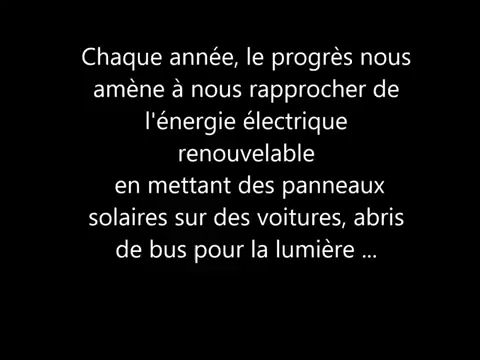 Chaque année, le progrès nous
amène à nous rapprocher de
l'énergie électrique
renouvelable
en mettant des panneaux
solaires sur des voitures, abris
de bus pour la lumière ...